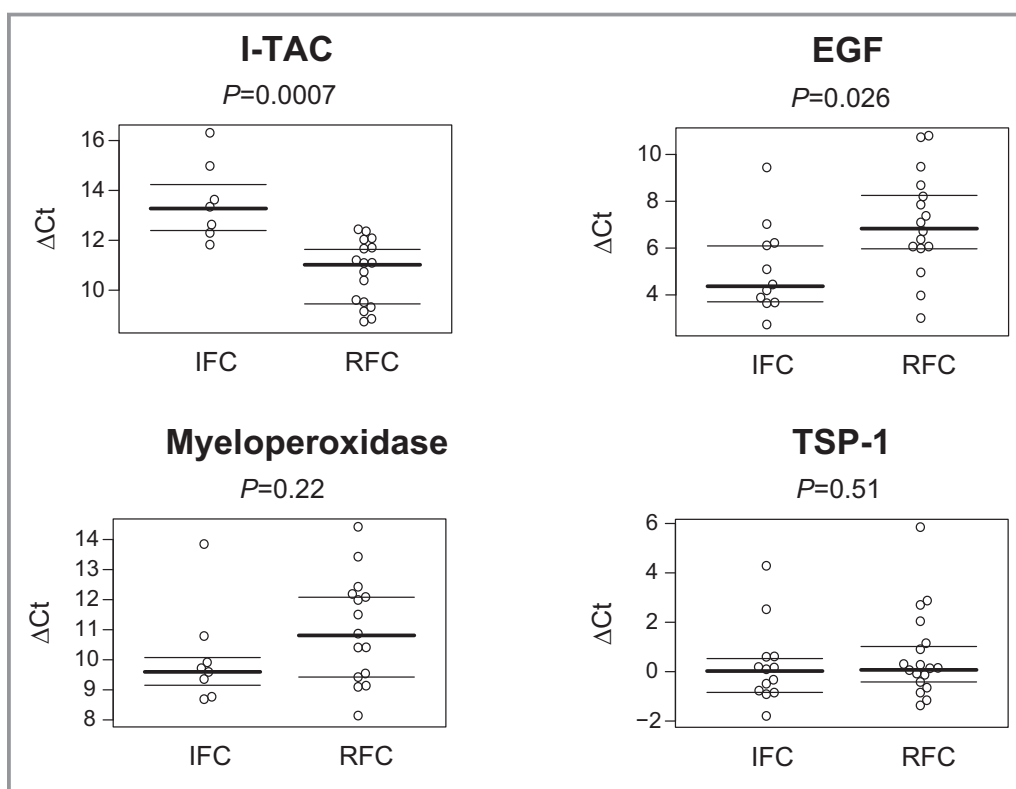 I-TAC
P=0.0007
16
14
12
10
ΔCt
IFC RFC
EGF
P=0.026
10
8
6
4
ΔCt
IFC RFC
Myeloperoxidase
P=0.22
14
13
12
11
10
9
8
ΔCt
IFC RFC
TSP-1
P=0.51
6
4
2
0
−2
ΔCt
IFC RFC